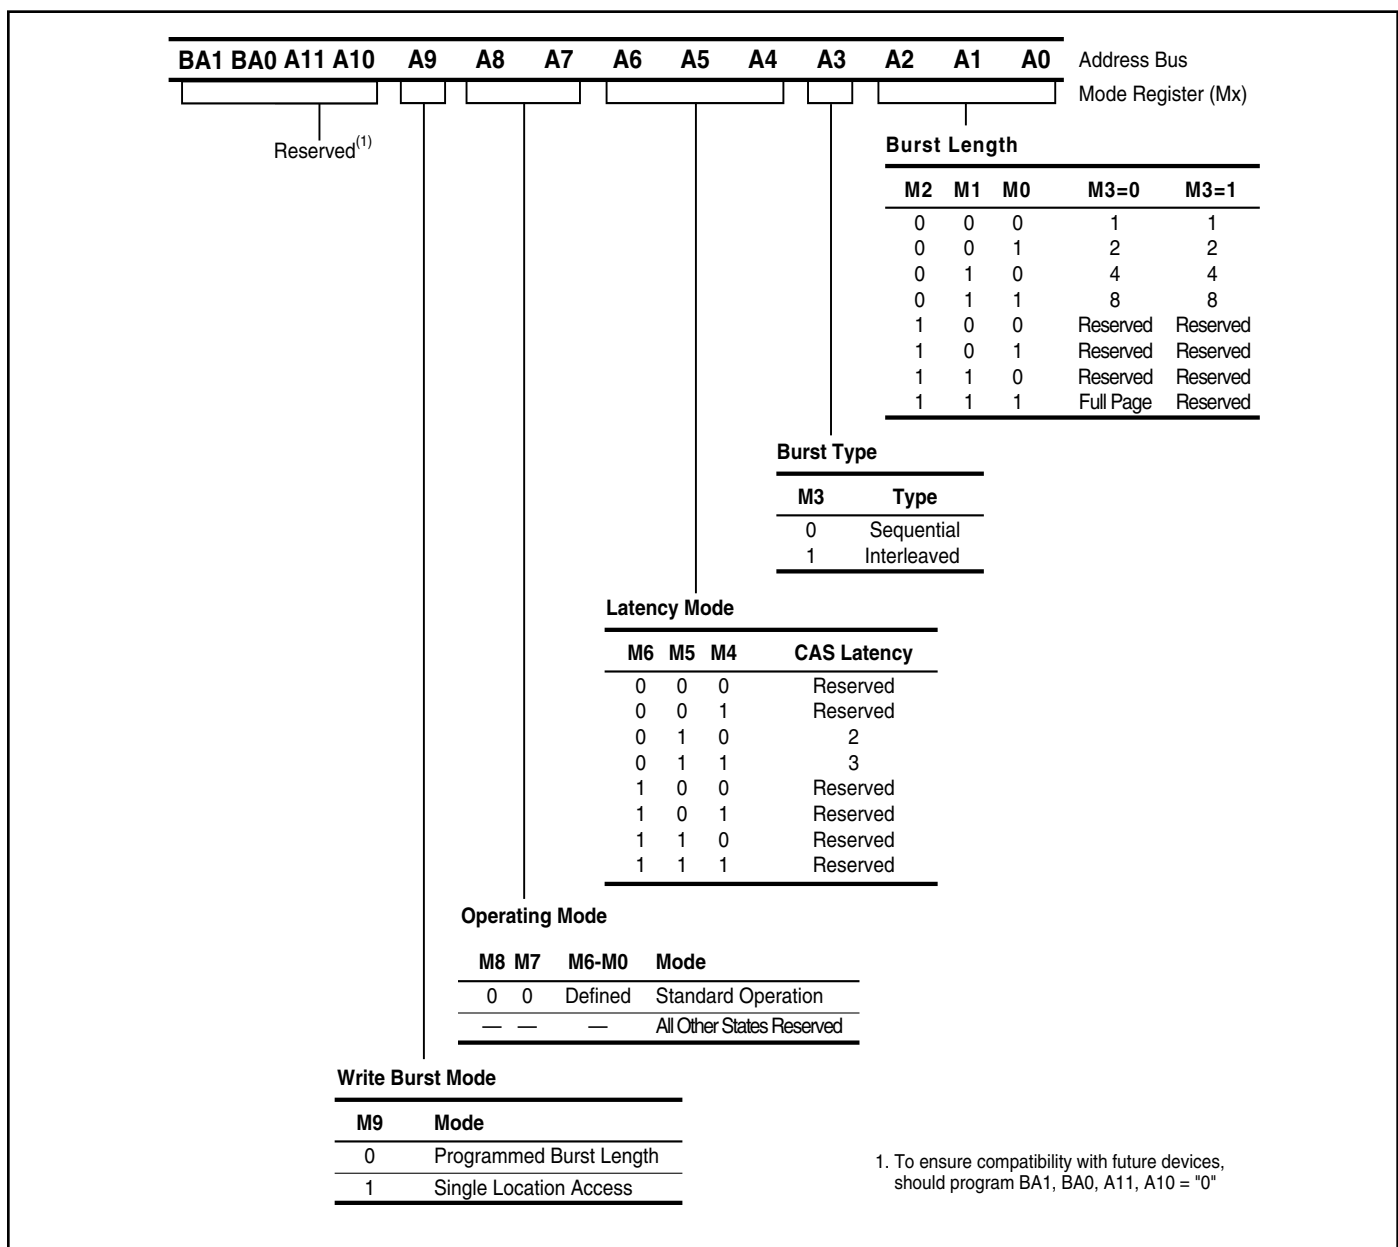 BA1 BA0 A11 A10 A9 A8 A7 A6 A5 A4 A3 A2 A1 A0 Address Bus
Mode Register (Mx)
Reserved(1)
Burst Length
M2 M1 M0 M3=0 M3=1
0 0 0 1 1
0 0 1 2 2
0 1 0 4 4
0 1 1 8 8
1 0 0 Reserved Reserved
1 0 1 Reserved Reserved
1 1 0 Reserved Reserved
1 1 1 Full Page Reserved
Burst Type
M3 Type
0 Sequential
1 Interleaved
Latency Mode
M6 M5 M4 CAS Latency
0 0 0 Reserved
0 0 1 Reserved
0 1 0 2
0 1 1 3
1 0 0 Reserved
1 0 1 Reserved
1 1 0 Reserved
1 1 1 Reserved
Operating Mode
M8 M7 M6-M0 Mode
0 0 Defined Standard Operation
— — — All Other States Reserved
Write Burst Mode
M9 Mode
0 Programmed Burst Length
1 Single Location Access
1. To ensure compatibility with future devices,
should program BA1, BA0, A11, A10 = "0"